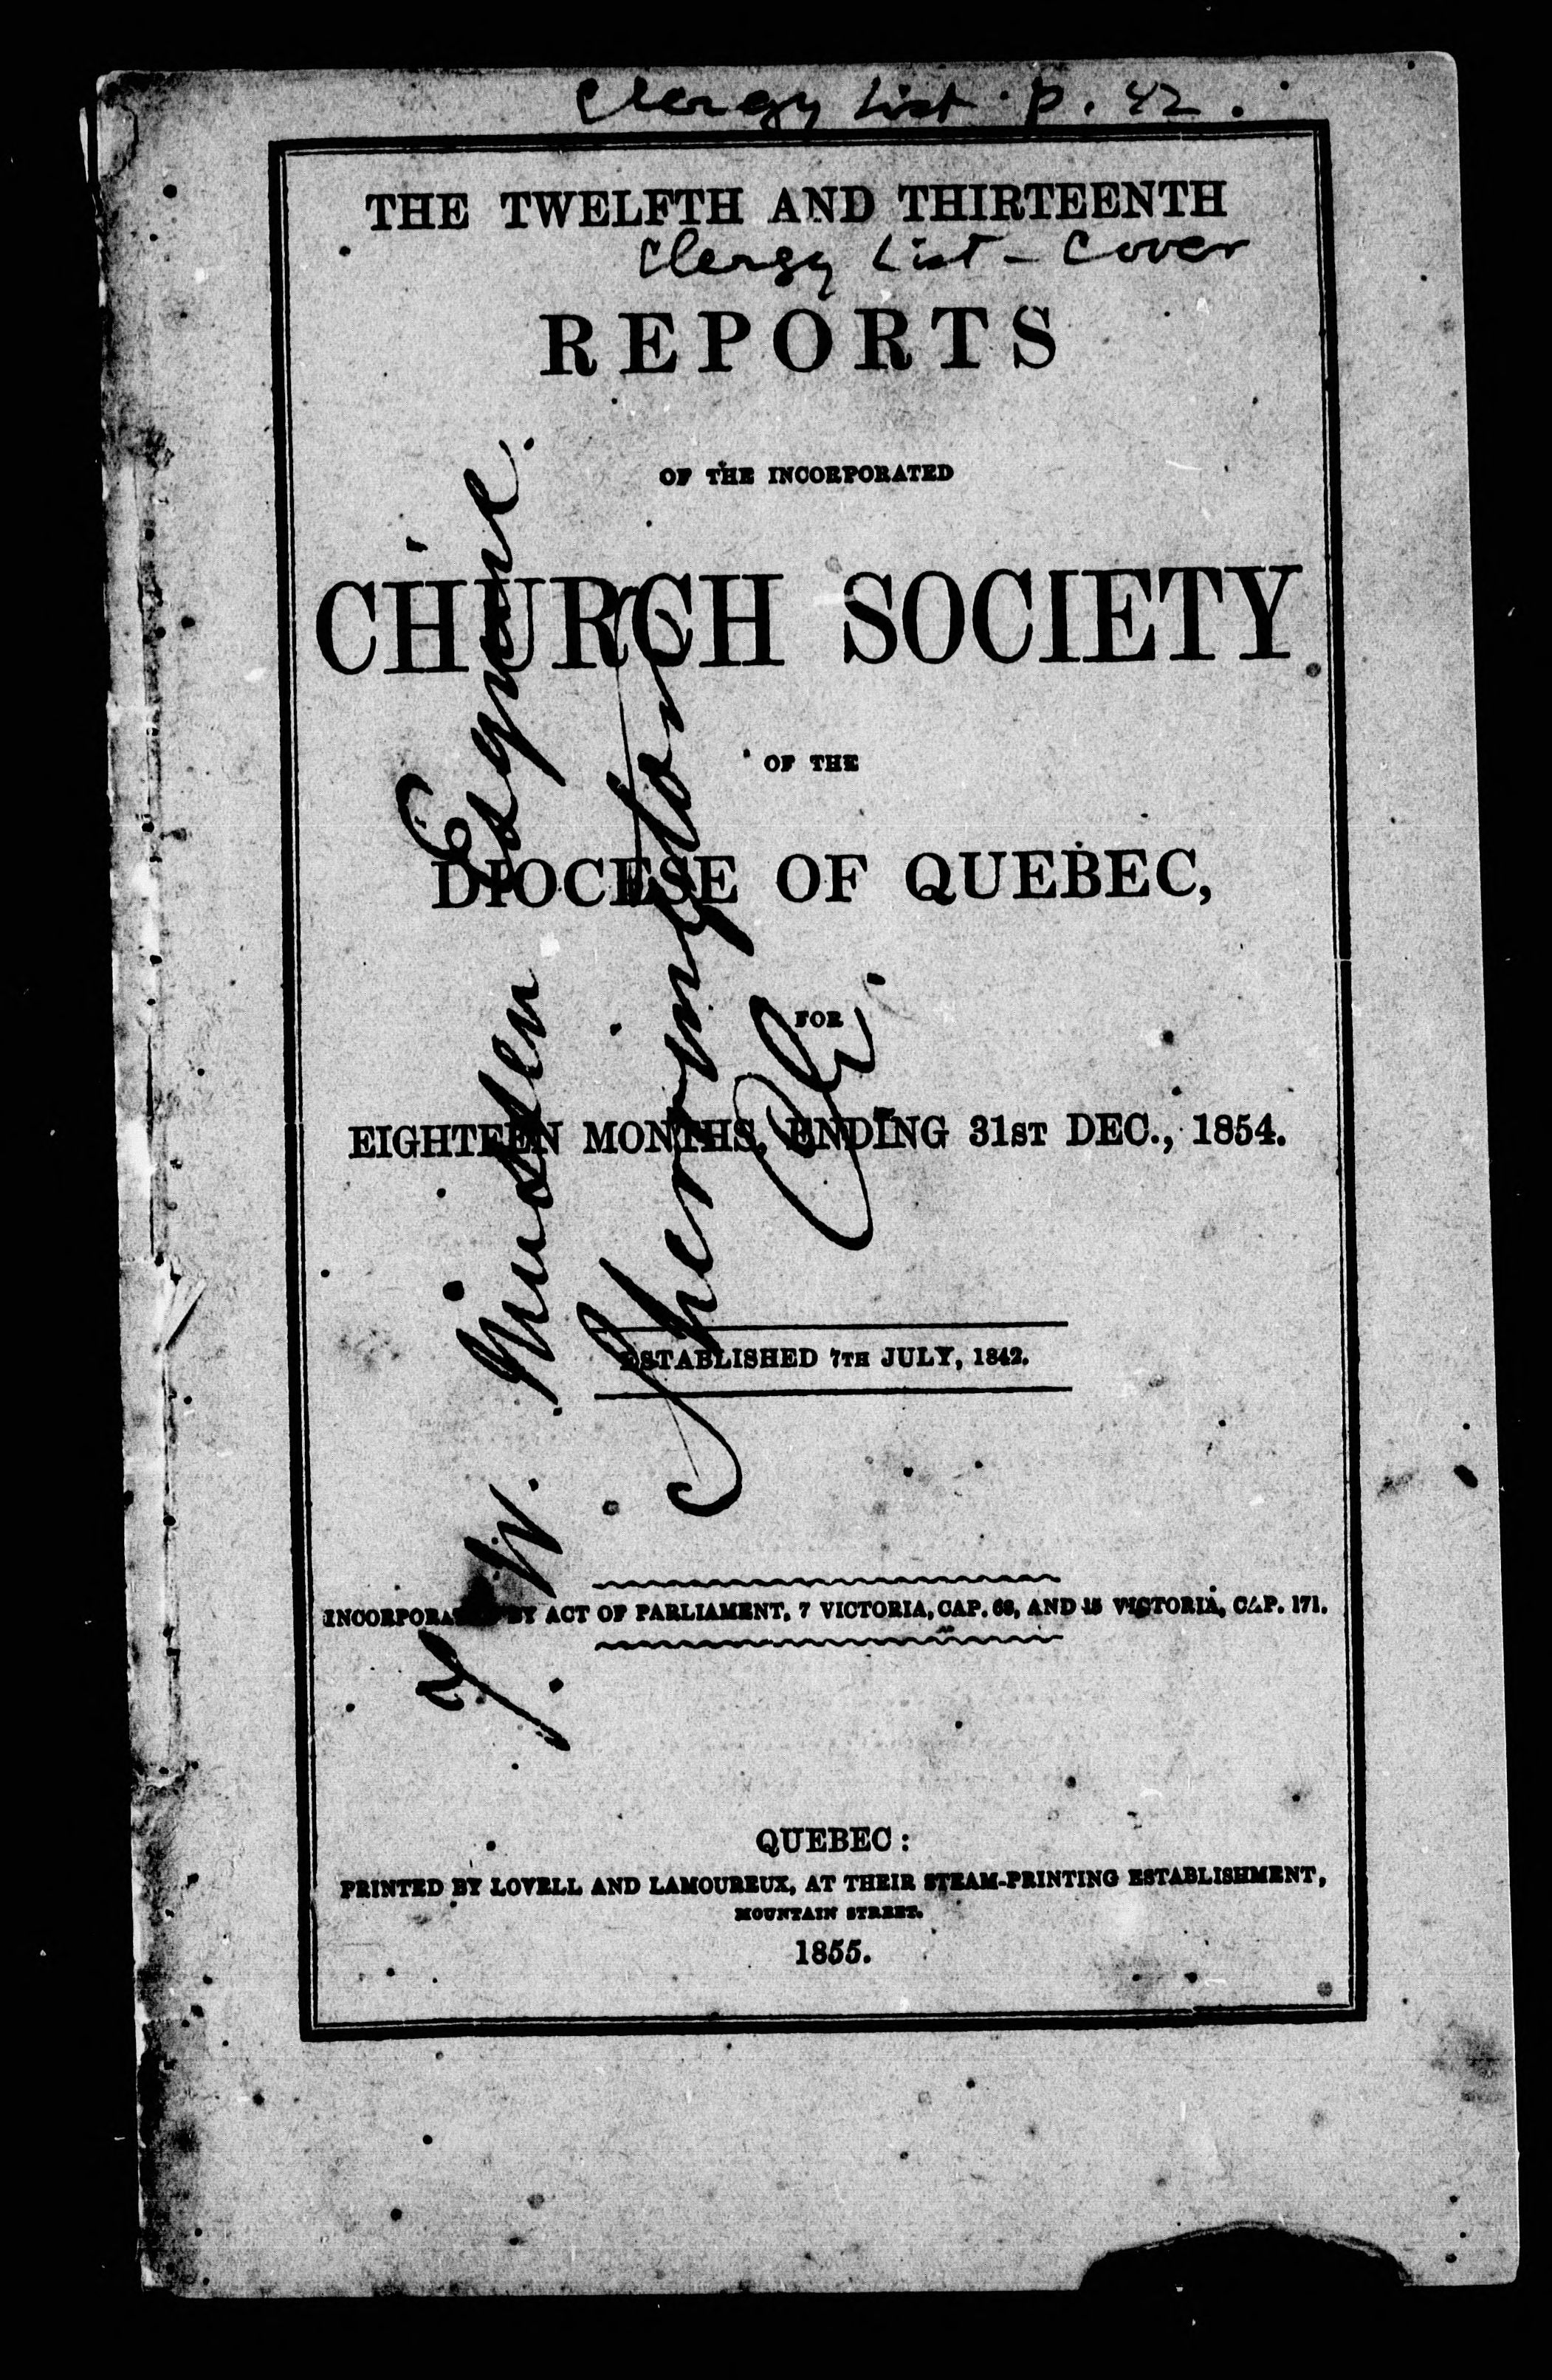 Clergy List p. 42.
THE TWELFTH AND THIRTEENTH
Clergy List - Cover
REPORTS
OF THE INCORPORATED
CHURCH SOCIETY
OF THE
DIOCESE OF QUEBEC,
FOR
EIGHTEEN MONTHS, ENDING 31ST DEC., 1854.
ESTABLISHED 7TH JULY, 1842.
INCORPORATED BY ACT OF PARLIAMENT, 7 VICTORIA, CAP. 68, AND 15 VICTORIA, CAP. 171.
QUEBEC:
PRINTED BY LOVELL AND LAMOUREUX, AT THEIR STEAM-PRINTING ESTABLISHMENT,
MOUNTAIN STREET.
1855.
W. Esquire.
Sherrington